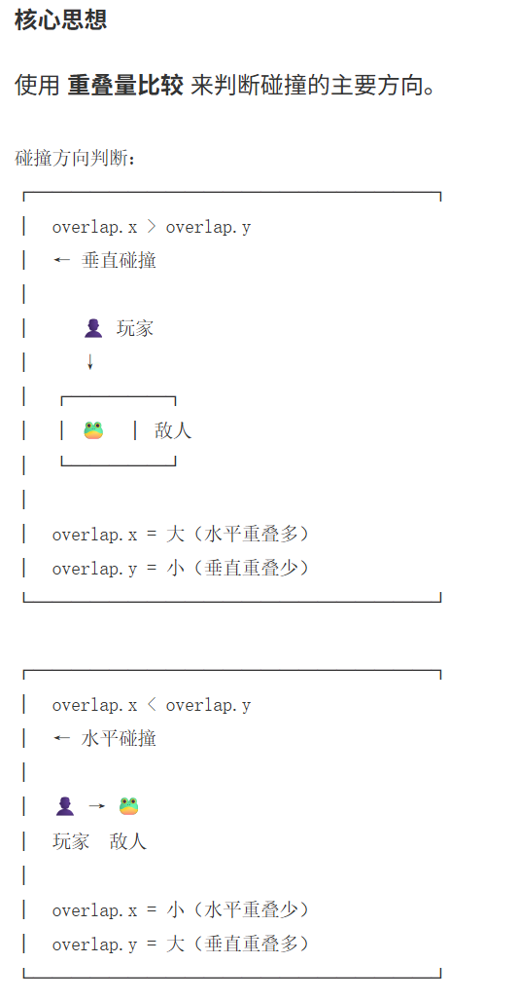 核心思想
使用 重叠量比较 来判断碰撞的主要方向。
碰撞方向判断：
overlap.x > overlap.y
← 垂直碰撞
玩家
↓
敌人
overlap.x = 大（水平重叠多）
overlap.y = 小（垂直重叠少）
overlap.x < overlap.y
← 水平碰撞
→
玩家 敌人
overlap.x = 小（水平重叠少）
overlap.y = 大（垂直重叠多）